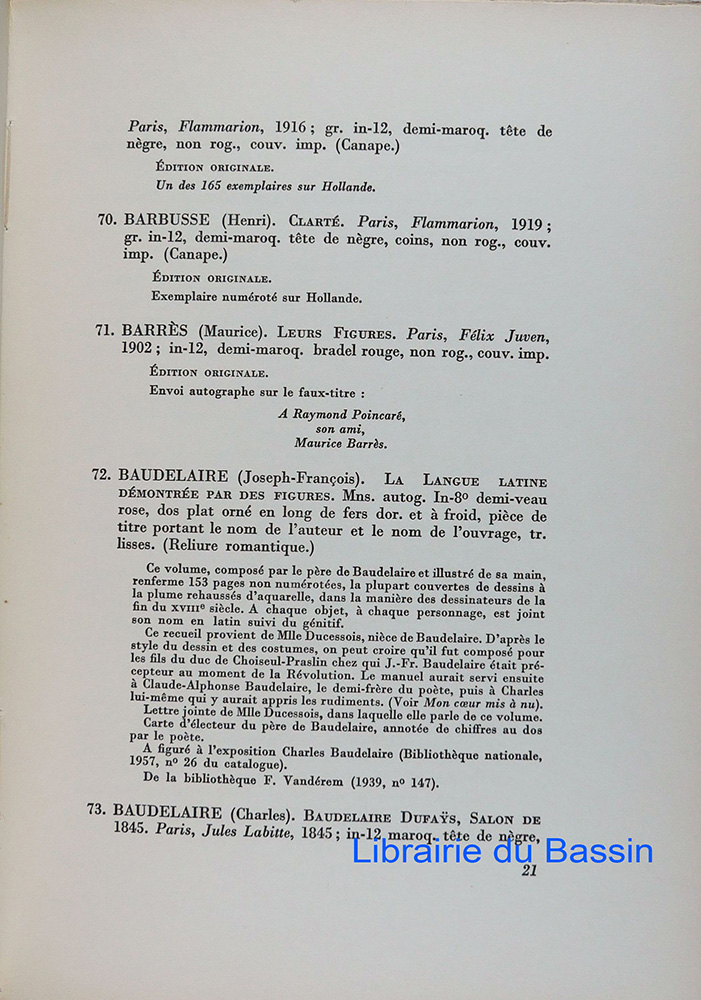 Paris, Flammarion, 1916 ; gr. in-12, demi-maroq. tête de
nègre, non rog., couv. imp. (Canape.)
ÉDITION ORIGINALE.
Un des 165 exemplaires sur Hollande.
70. BARBUSSE (Henri). CLARTÉ. Paris, Flammarion, 1919 ;
gr. in-12, demi-maroq. tête de nègre, coins, non rog., couv.
imp. (Canape.)
ÉDITION ORIGINALE.
Exemplaire numéroté sur Hollande.
71. BARRÈS (Maurice). LEURS FIGURES. Paris, Félix Juven,
1902 ; in-12, demi-maroq. bradel rouge, non rog., couv. imp.
ÉDITION ORIGINALE.
Envoi autographe sur le faux-titre :
A Raymond Poincaré,
son ami,
Maurice Barrès.
72. BAUDELAIRE (Joseph-François). LA LANGUE LATINE
DÉMONTRÉE PAR DES FIGURES. Mns. autog. In-8º demi-veau
rose, dos plat orné en long de fers dor. et à froid, pièce de
titre portant le nom de l'auteur et le nom de l'ouvrage, tr.
lisses. (Reliure romantique.)
Ce volume, composé par le père de Baudelaire et illustré de sa main,
renferme 153 pages non numérotées, la plupart couvertes de dessins à
la plume rehaussés d'aquarelle, dans la manière des dessinateurs de la
fin du XVIIIe siècle. A chaque objet, à chaque personnage, est joint
son nom en latin suivi du génitif.
Ce recueil provient de Mlle Ducessois, nièce de Baudelaire. D'après le
style du dessin et des costumes, on peut croire qu'il fut composé pour
les fils du duc de Choiseul-Praslin chez qui J.-Fr. Baudelaire était pré-
cepteur au moment de la Révolution. Le manuel aurait servi ensuite
à Claude-Alphonse Baudelaire, le demi-frère du poète, puis à Charles
lui-même qui y aurait appris les rudiments. (Voir Mon cœur mis à nu).
Lettre jointe de Mlle Ducessois, dans laquelle elle parle de ce volume.
Carte d'électeur du père de Baudelaire, annotée de chiffres au dos
par le poète.
A figuré à l'exposition Charles Baudelaire (Bibliothèque nationale,
1957, nº 26 du catalogue).
De la bibliothèque F. Vandérem (1939, nº 147).
73. BAUDELAIRE (Charles). BAUDELAIRE DUFAŸS, SALON DE
1845. Paris, Jules Labitte, 1845 ; in-12 maroq. tête de nègre,
Librairie du Bassin
21